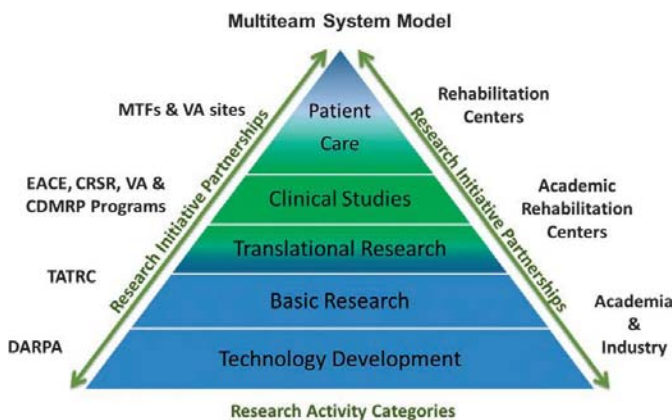 Multiteam System Model
MTFs & VA sites
EACE, CRSR, VA &
CDMRP Programs
TATRC
DARPA
Research Initiative Partnerships
Patient
Care
Clinical Studies
Translational Research
Basic Research
Technology Development
Research Initiative Partnerships
Rehabilitation
Centers
Academic
Rehabilitation
Centers
Academia
&
Industry
Research Activity Categories